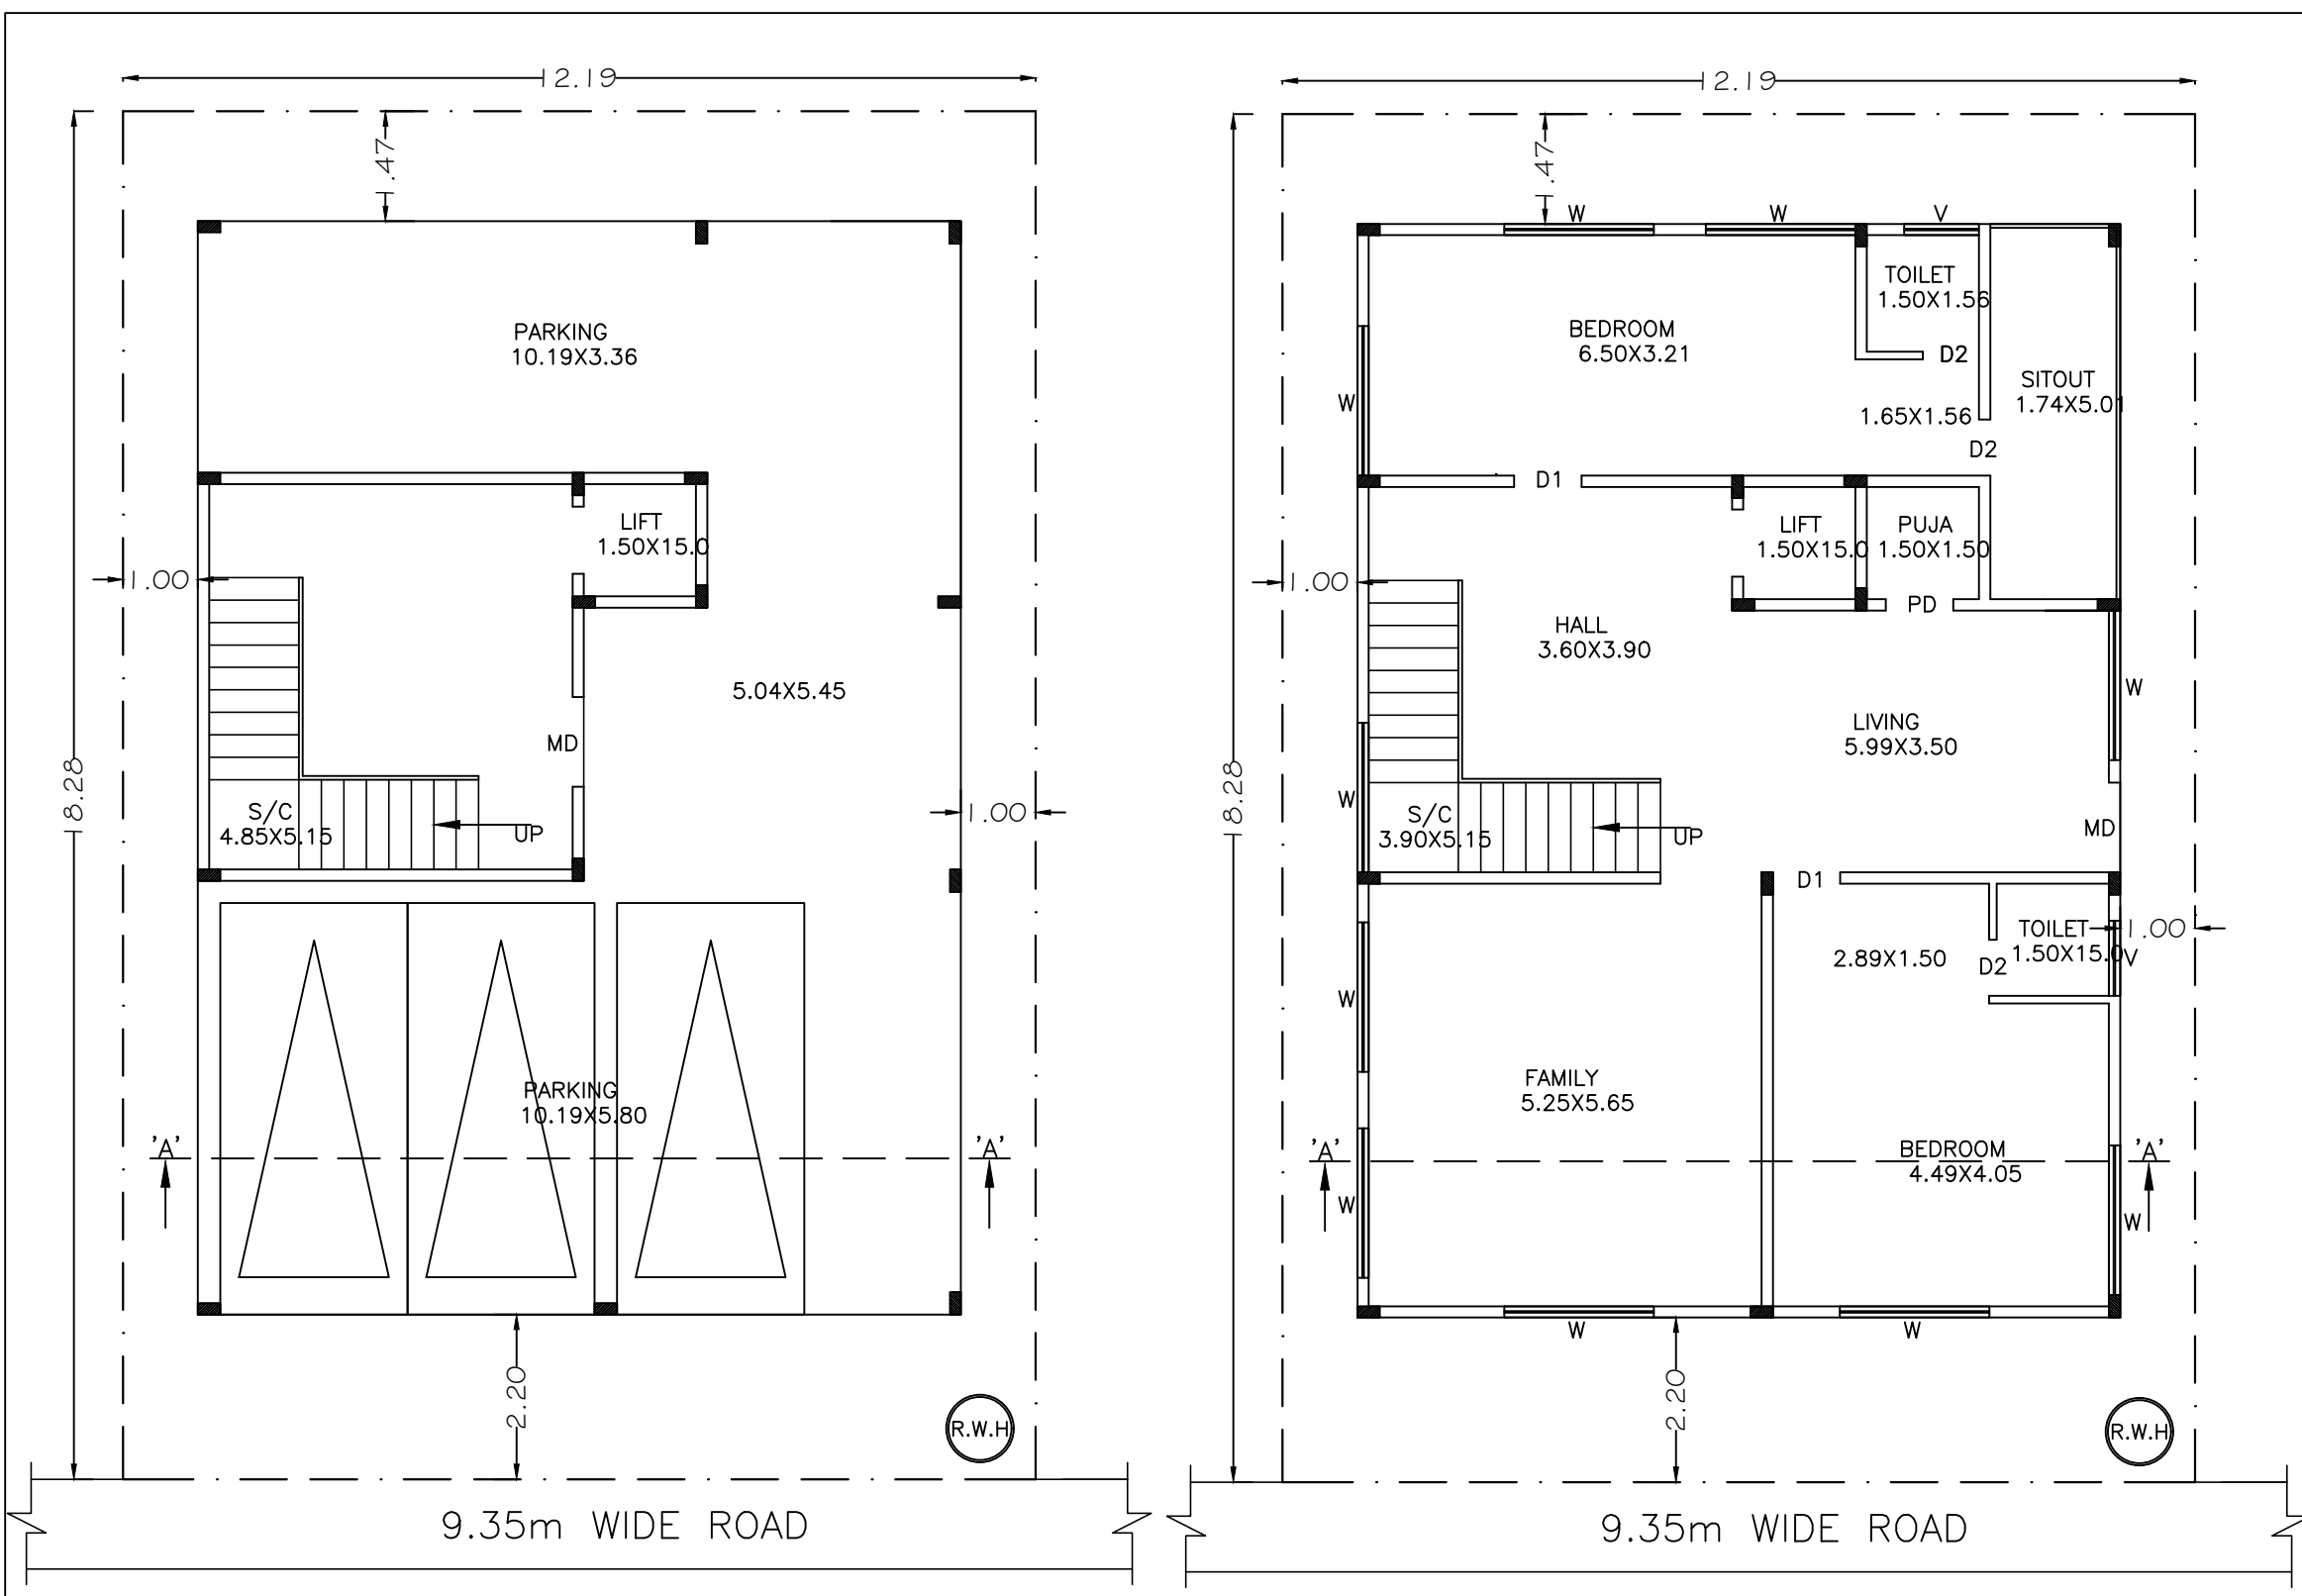 12.19
1.47
18.28
PARKING
10.19X3.36
LIFT
1.50X15.0
1.00
5.04X5.45
MD
S/C
4.85X5.15
UP
1.00
PARKING
10.19X5.80
'A'
'A'
2.20
R.W.H
9.35m WIDE ROAD
12.19
1.47
18.28
W
W
V
TOILET
1.50X1.56
BEDROOM
6.50X3.21
D2
SITOUT
1.74X5.01
W
1.65X1.56
D2
D1
LIFT
1.50X15.0
PUJA
1.50X1.50
1.00
PD
HALL
3.60X3.90
W
LIVING
5.99X3.50
W
S/C
3.90X5.15
UP
MD
D1
TOILET
1.50X15.0
1.00
V
2.89X1.50
D2
W
FAMILY
5.25X5.65
BEDROOM
4.49X4.05
'A'
'A'
W
W
W
W
2.20
R.W.H
9.35m WIDE ROAD